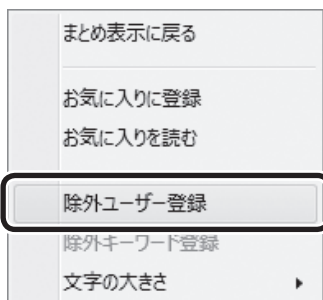 まとめ表示に戻る
お気に入りに登録
お気に入りを読む
除外ユーザー登録
除外キーワード登録
文字の大きさ